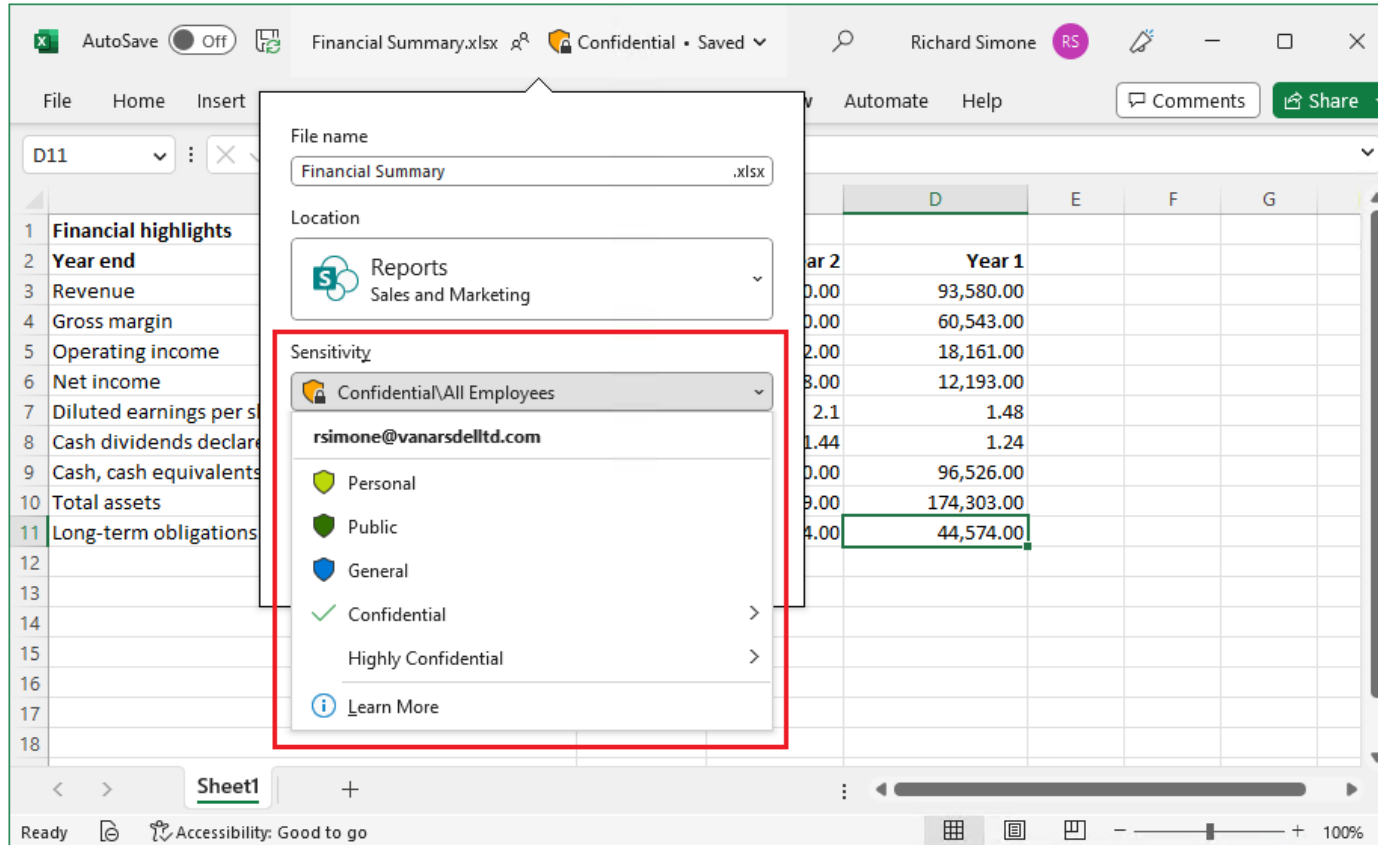 AutoSave Off Financial Summary.xlsx Confidential • Saved Richard Simone RS
File Home Insert Automate Help Comments Share
D11
File name
Financial Summary .xlsx
Location
Reports
Sales and Marketing
Sensitivity
Confidential\All Employees
rsimone@vanarsdelltd.com
Personal
Public
General
Confidential
Highly Confidential
Learn More
D E F G
1 Financial highlights
2 Year end ar 2 Year 1
3 Revenue 0.00 93,580.00
4 Gross margin 0.00 60,543.00
5 Operating income 2.00 18,161.00
6 Net income 3.00 12,193.00
7 Diluted earnings per sh 2.1 1.48
8 Cash dividends declare 1.44 1.24
9 Cash, cash equivalents 0.00 96,526.00
10 Total assets 9.00 174,303.00
11 Long-term obligations 4.00 44,574.00
12
13
14
15
16
17
18
Sheet1
Ready Accessibility: Good to go 100%